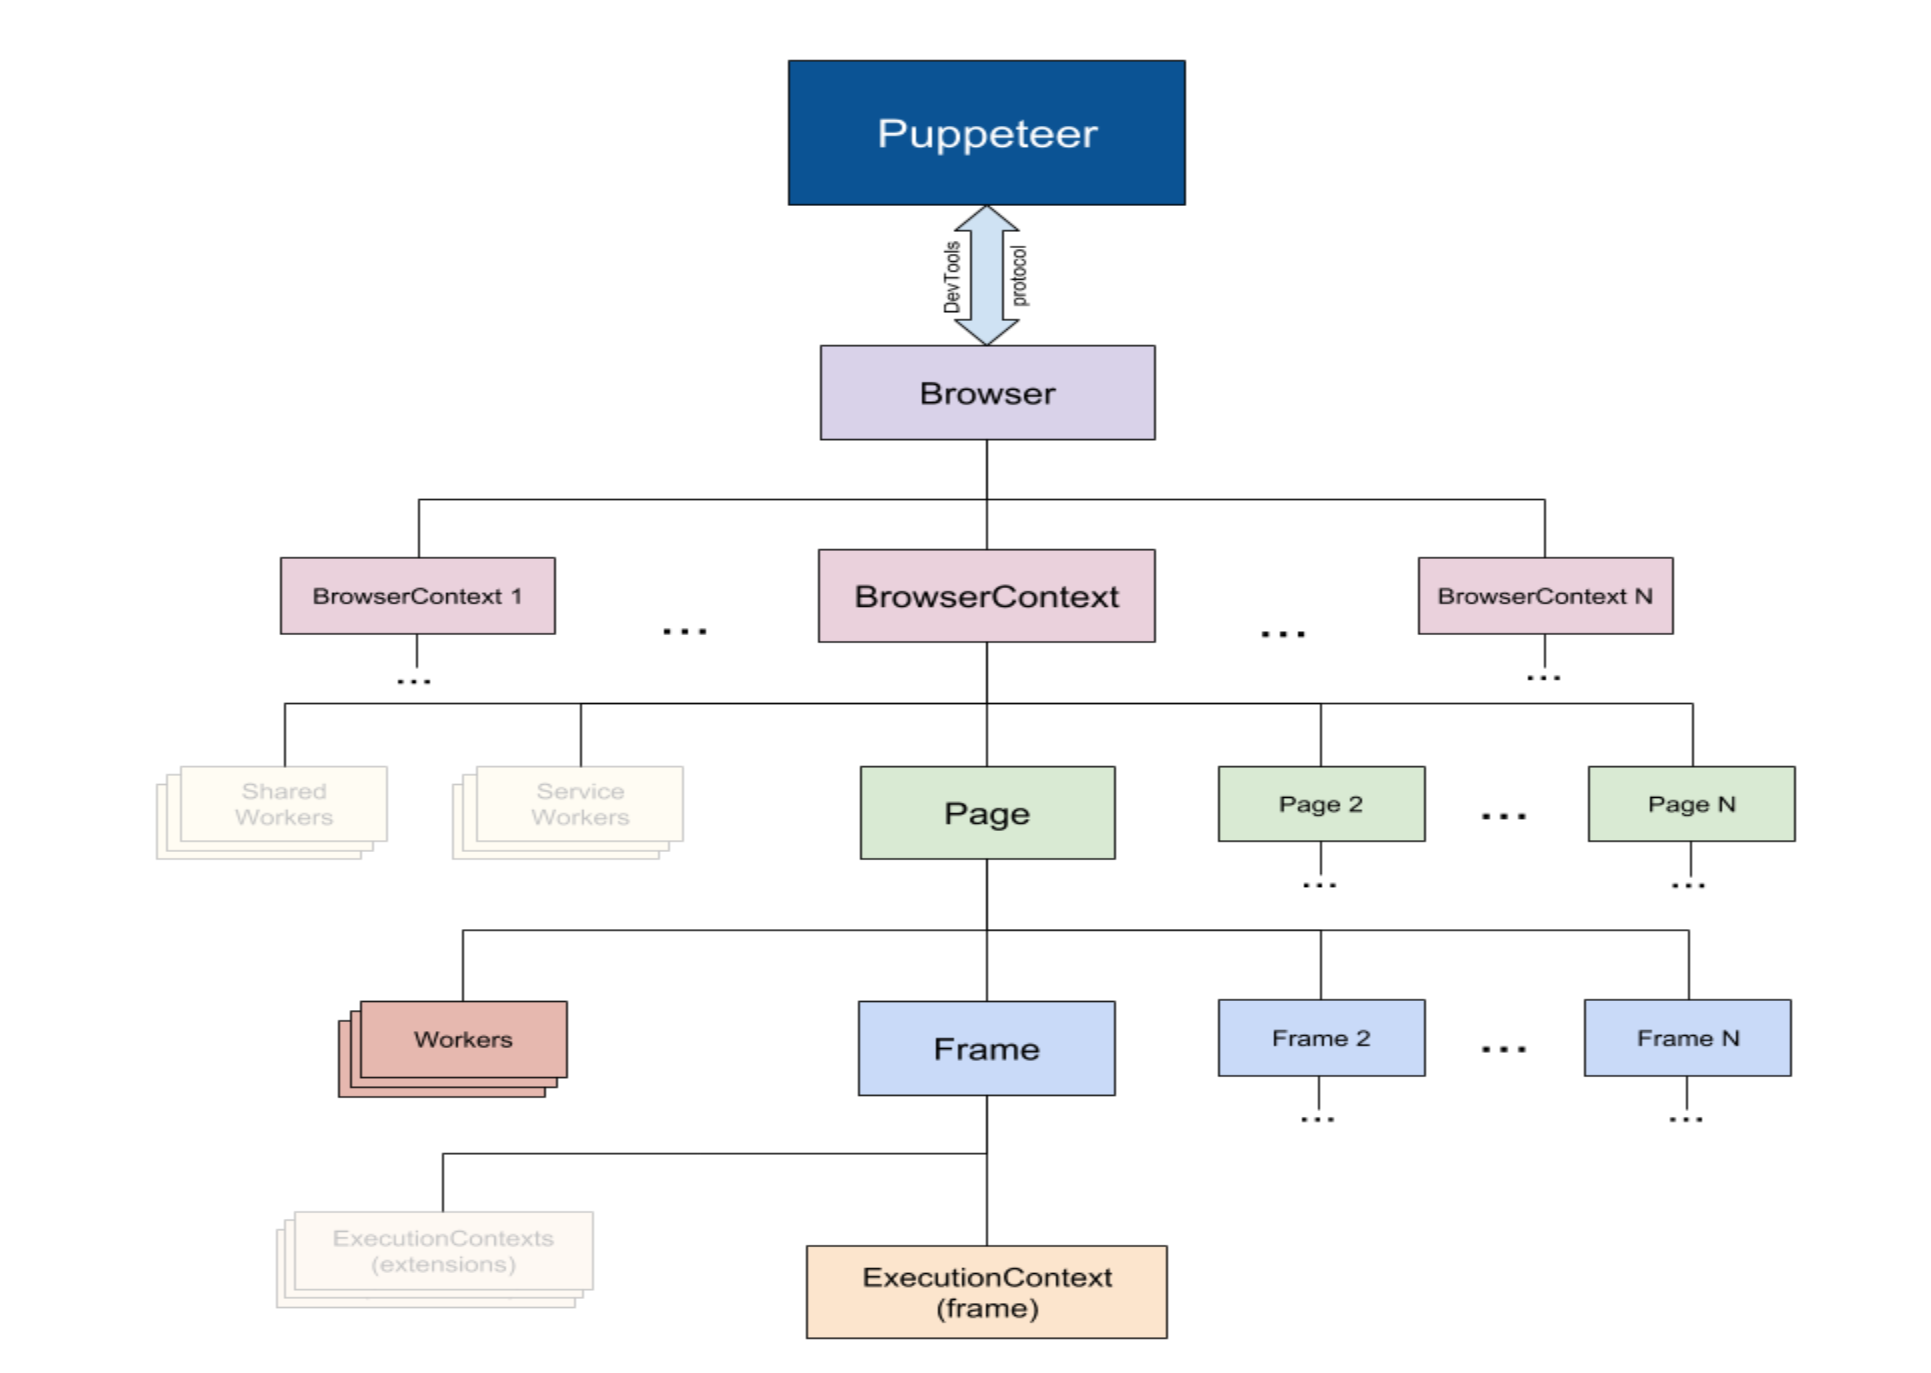 Puppeteer
DevTools
protocol
Browser
BrowserContext 1
...
BrowserContext
...
BrowserContext N
...
...
Shared
Workers
Service
Workers
Page
Page 2
...
Page N
...
...
Workers
Frame
Frame 2
...
Frame N
...
...
ExecutionContexts
(extensions)
ExecutionContext
(frame)